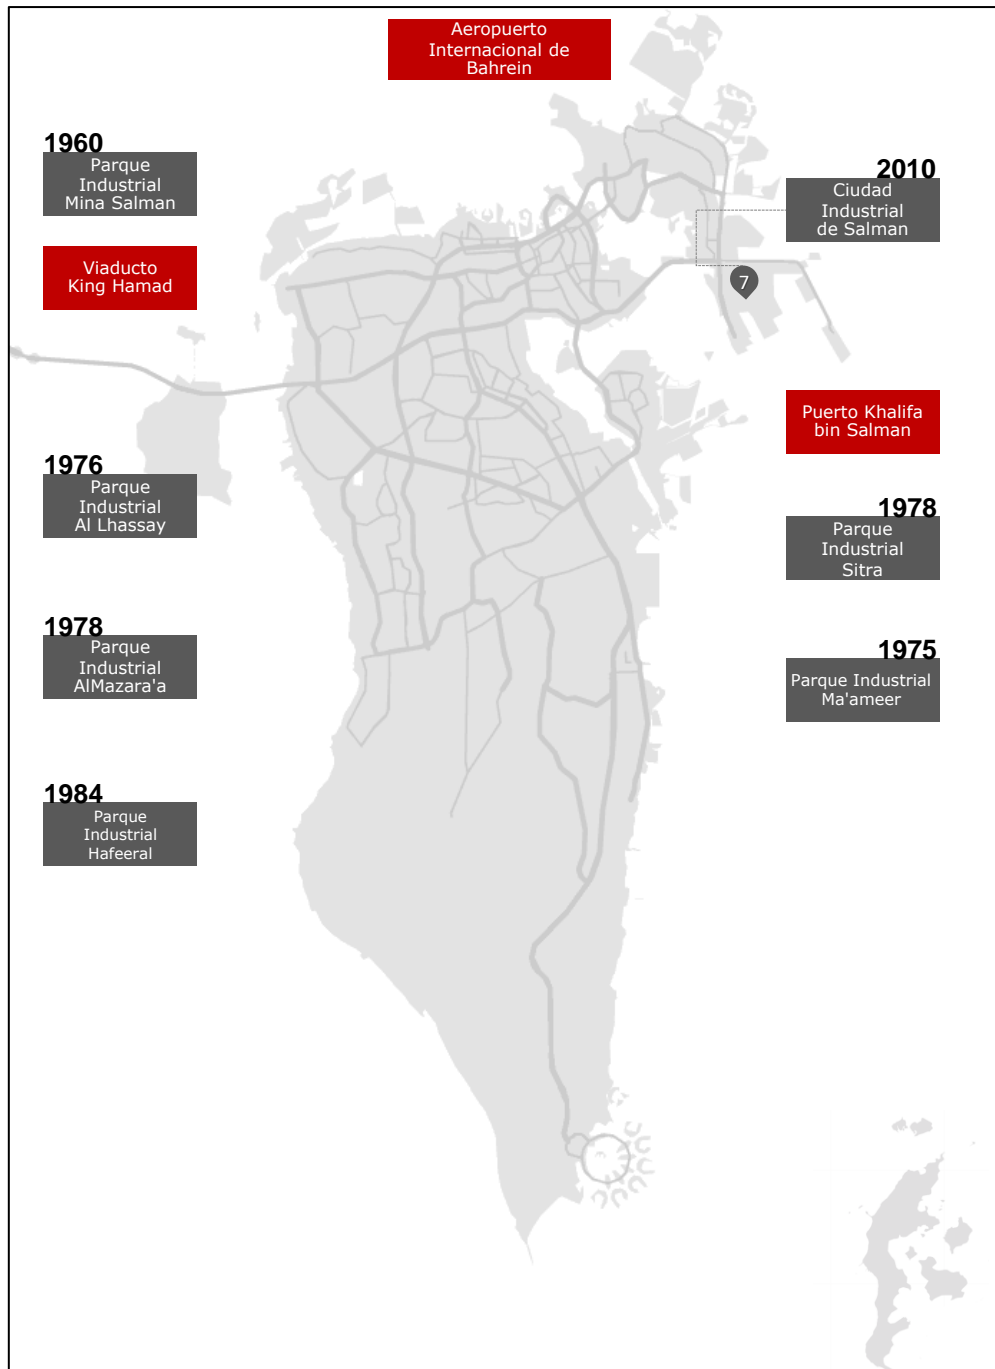 Aeropuerto
Internacional de
Bahrein
1960
Parque
Industrial
Mina Salman
2010
Ciudad
Industrial
de Salman
Viaducto
King Hamad
7
Puerto Khalifa
bin Salman
1976
Parque
Industrial
Al Lhassay
1978
Parque
Industrial
Sitra
1978
Parque
Industrial
AlMazara'a
1975
Parque Industrial
Ma'ameer
1984
Parque
Industrial
Hafeeral